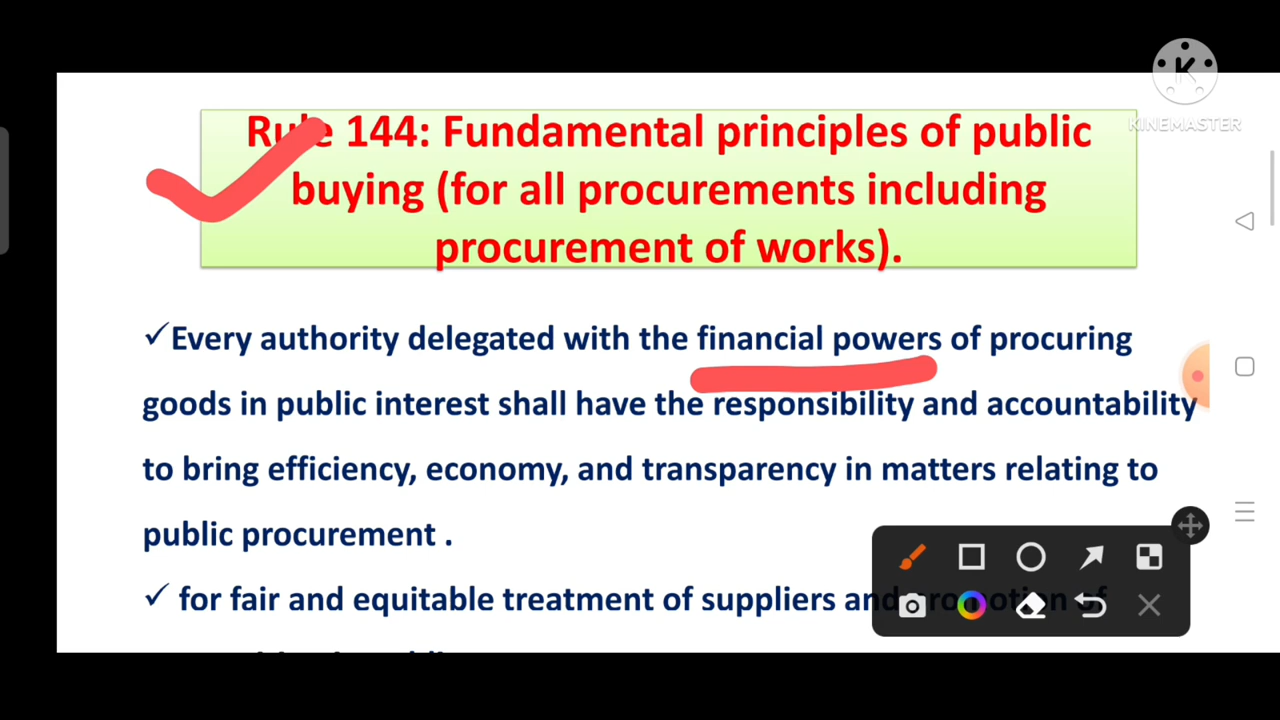 KINEMASTER
Rule 144: Fundamental principles of public
buying (for all procurements including
procurement of works).
✓Every authority delegated with the financial powers of procuring
goods in public interest shall have the responsibility and accountability
to bring efficiency, economy, and transparency in matters relating to
public procurement .
✓ for fair and equitable treatment of suppliers and promotion of